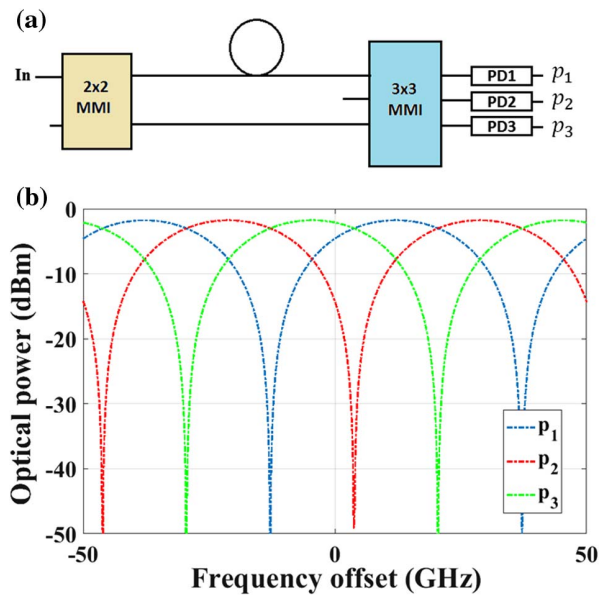 (a)
In
2x2
MMI
3x3
MMI
PD1 p₁
PD2 p₂
PD3 p₃
(b)
Optical power (dBm)
0
-10
-20
-30
-40
-50
p₁
p₂
p₃
-50 0 50
Frequency offset (GHz)